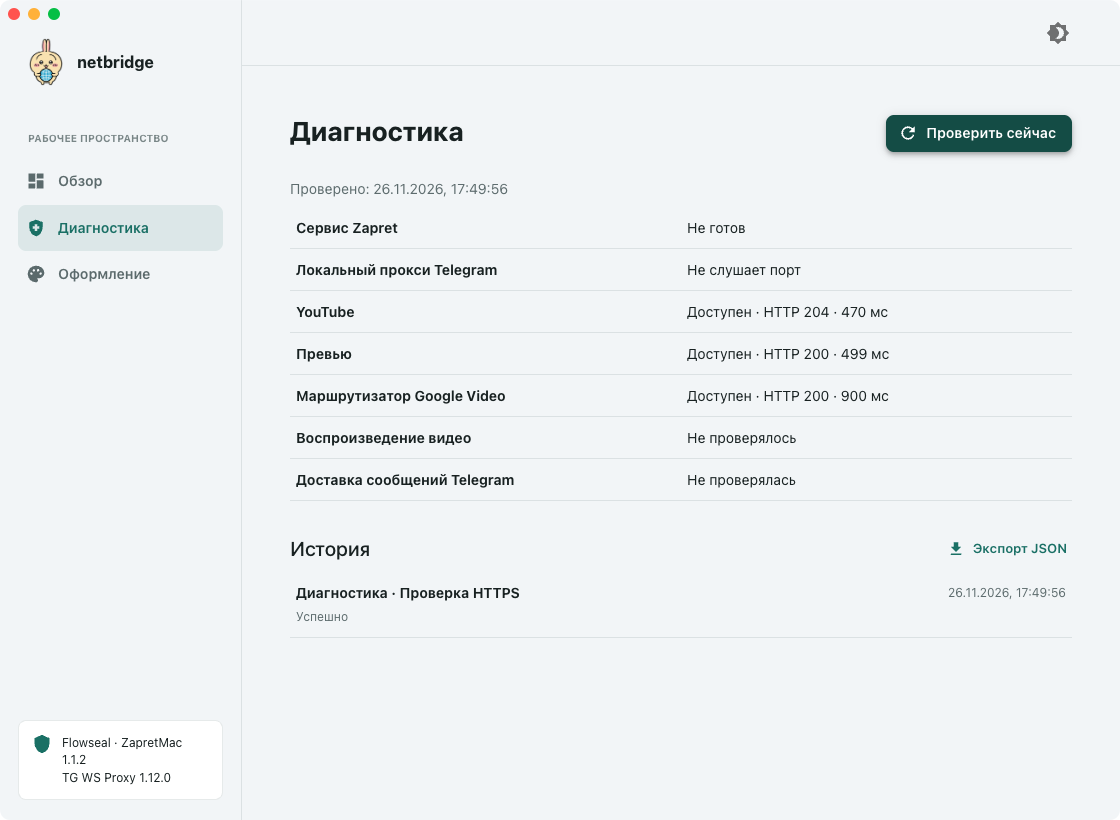 netbridge
РАБОЧЕЕ ПРОСТРАНСТВО
Обзор
Диагностика
Оформление
Flowseal · ZapretMac
1.1.2
TG WS Proxy 1.12.0
Диагностика
Проверить сейчас
Проверено: 26.11.2026, 17:49:56
Сервис Zapret Не готов
Локальный прокси Telegram Не слушает порт
YouTube Доступен · HTTP 204 · 470 мс
Превью Доступен · HTTP 200 · 499 мс
Маршрутизатор Google Video Доступен · HTTP 200 · 900 мс
Воспроизведение видео Не проверялось
Доставка сообщений Telegram Не проверялась
История
Экспорт JSON
Диагностика · Проверка HTTPS 26.11.2026, 17:49:56
Успешно